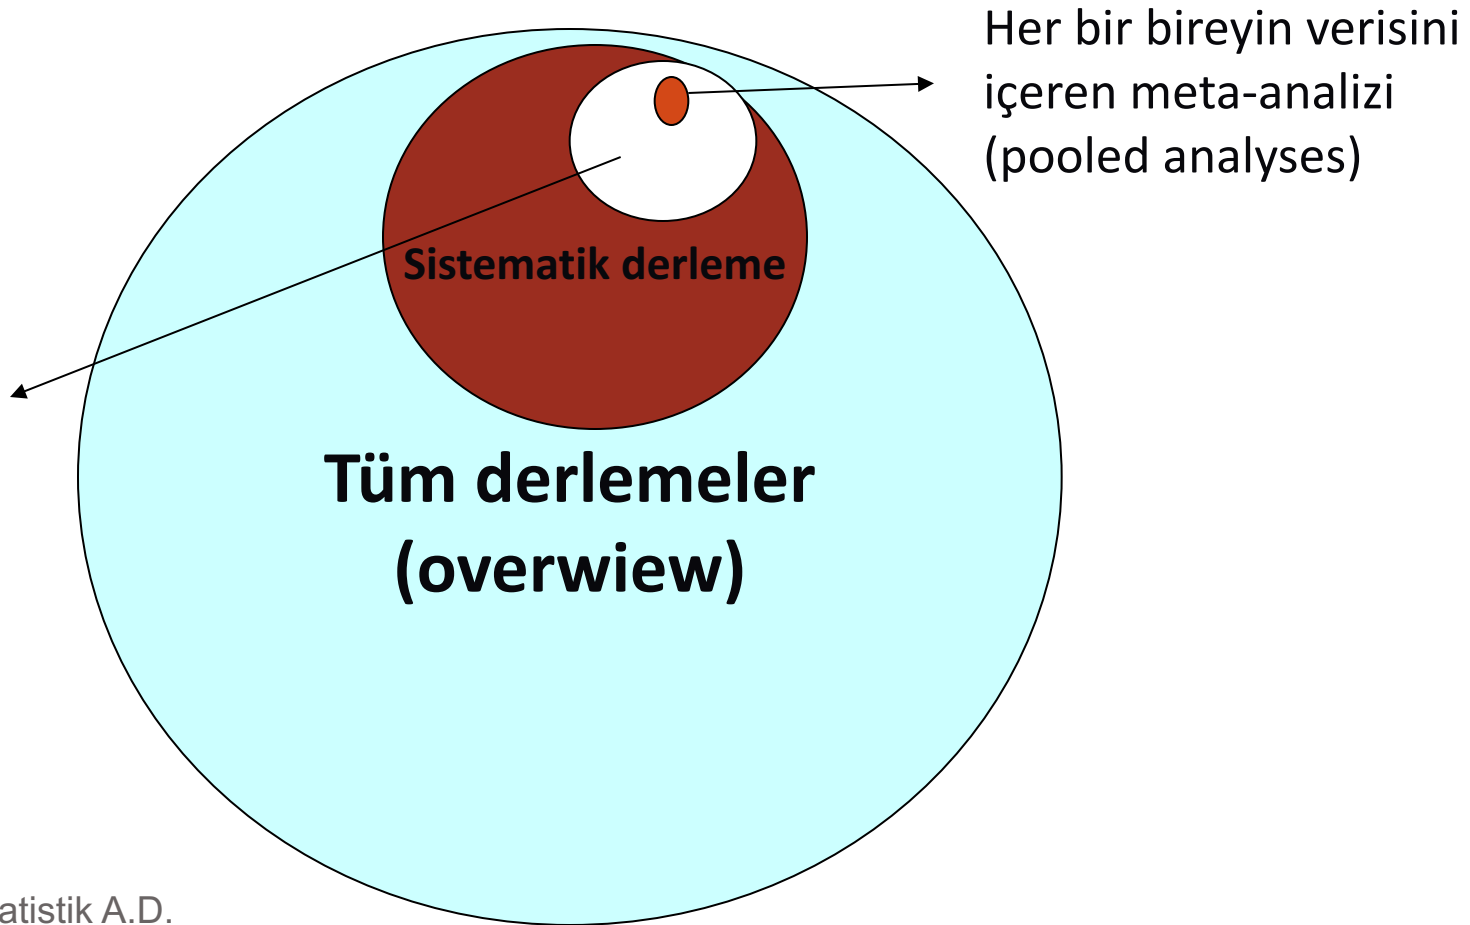 Her bir bireyin verisini
içeren meta-analizi
(pooled analyses)
Sistematik derleme
Tüm derlemeler
(overwiew)
atistik A.D.